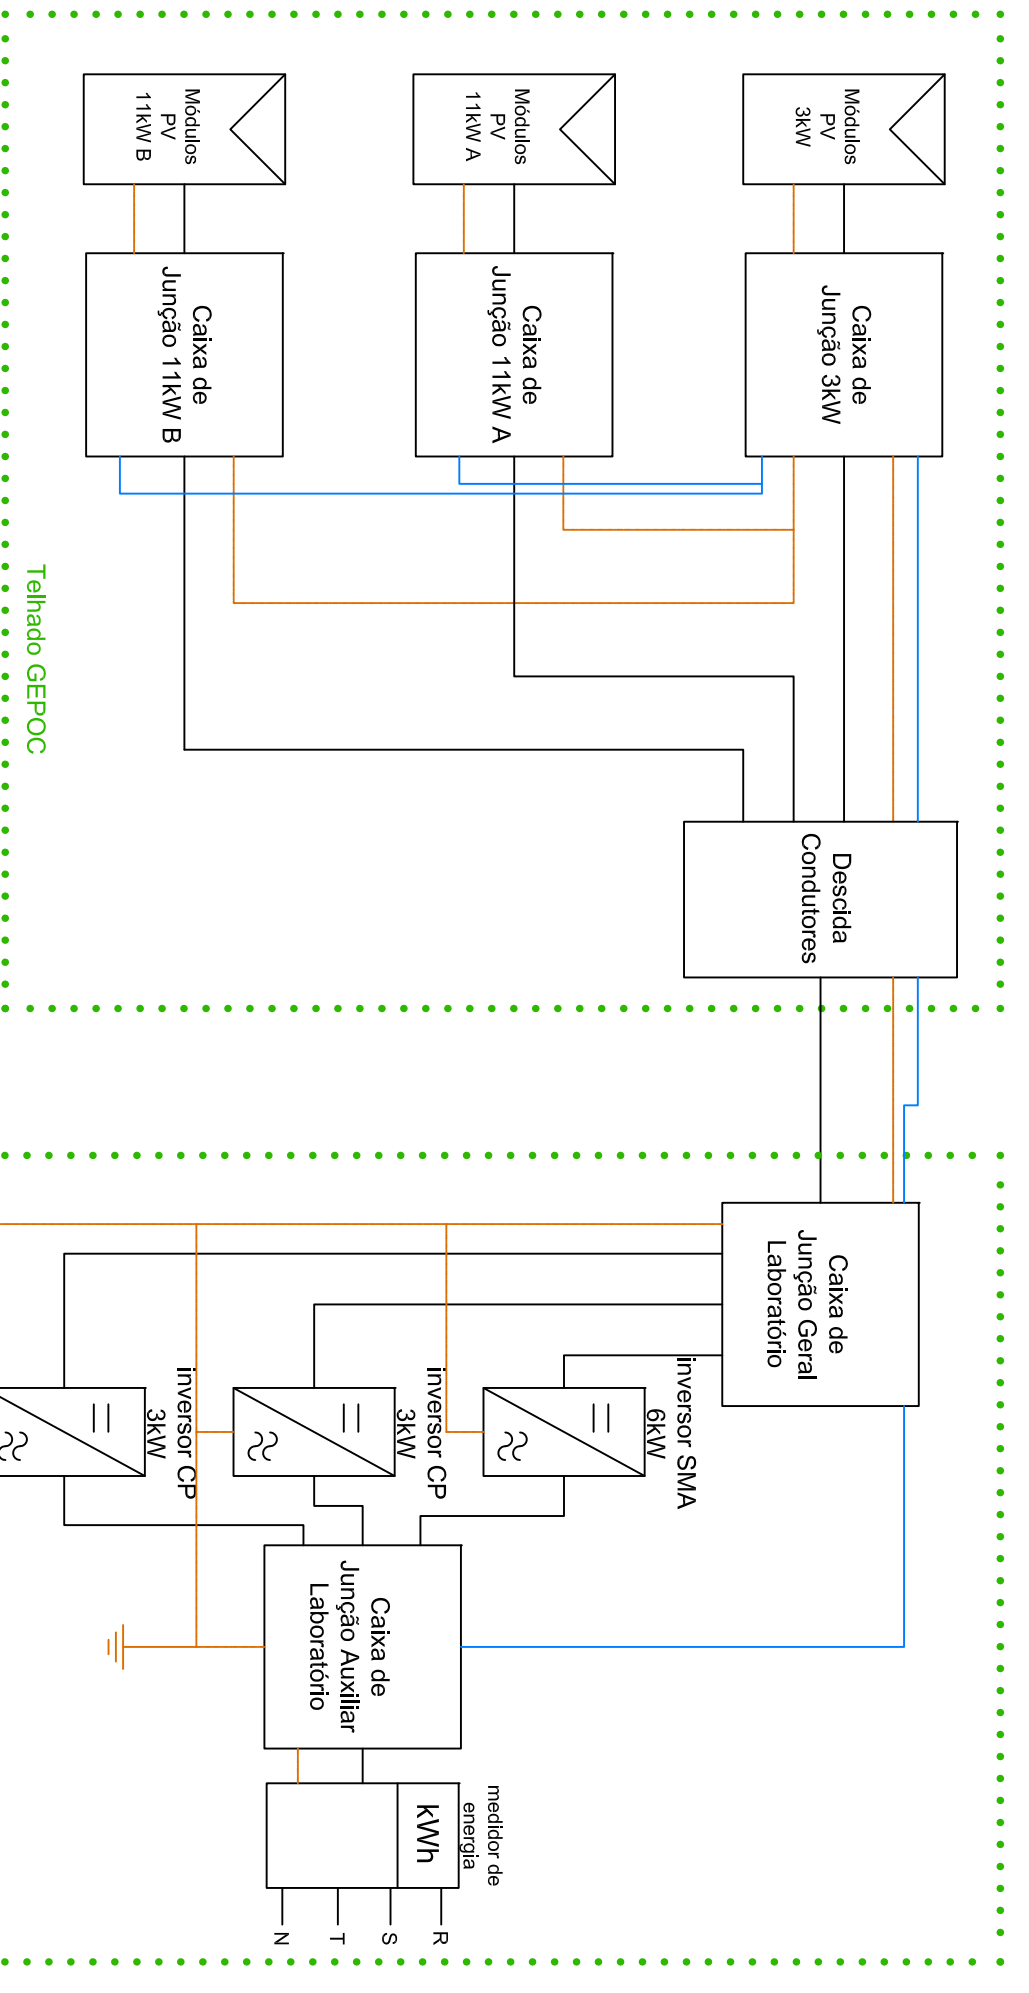 Módulos
PV
3kW
Módulos
PV
11kW A
Módulos
PV
11kW B
Caixa de
Junção 3kW
Caixa de
Junção 11kW A
Caixa de
Junção 11kW B
Telhado GEPOC
Descida
Condutores
Caixa de
Junção Geral
Laboratório
inversor SMA
6kW
inversor CP
3kW
inversor CP
3kW
Caixa de
Junção Auxiliar
Laboratório
medidor de
energia
kWh
R
S
T
N